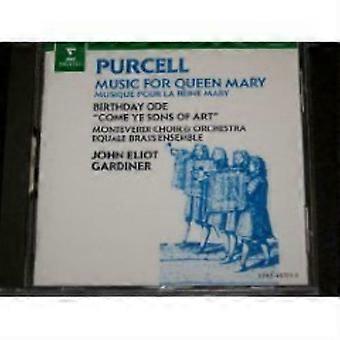 PURCELL
MUSIC FOR QUEEN MARY
MUSIQUE POUR LA REINE MARY
BIRTHDAY ODE
"COME YE SONS OF ART"
MONTEVERDI CHOIR & ORCHESTRA
EQUALE BRASS ENSEMBLE
JOHN ELIOT
GARDINER